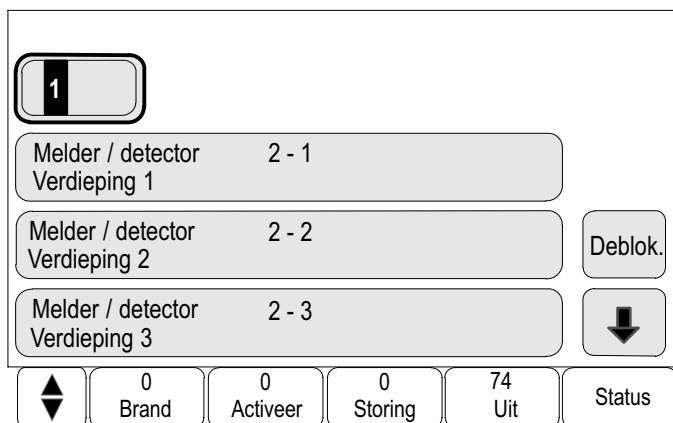 1
Melder / detector 2 - 1
Verdieping 1
Melder / detector 2 - 2
Verdieping 2
Deblok.
Melder / detector 2 - 3
Verdieping 3
0 0 0 74
Brand Activeer Storing Uit Status